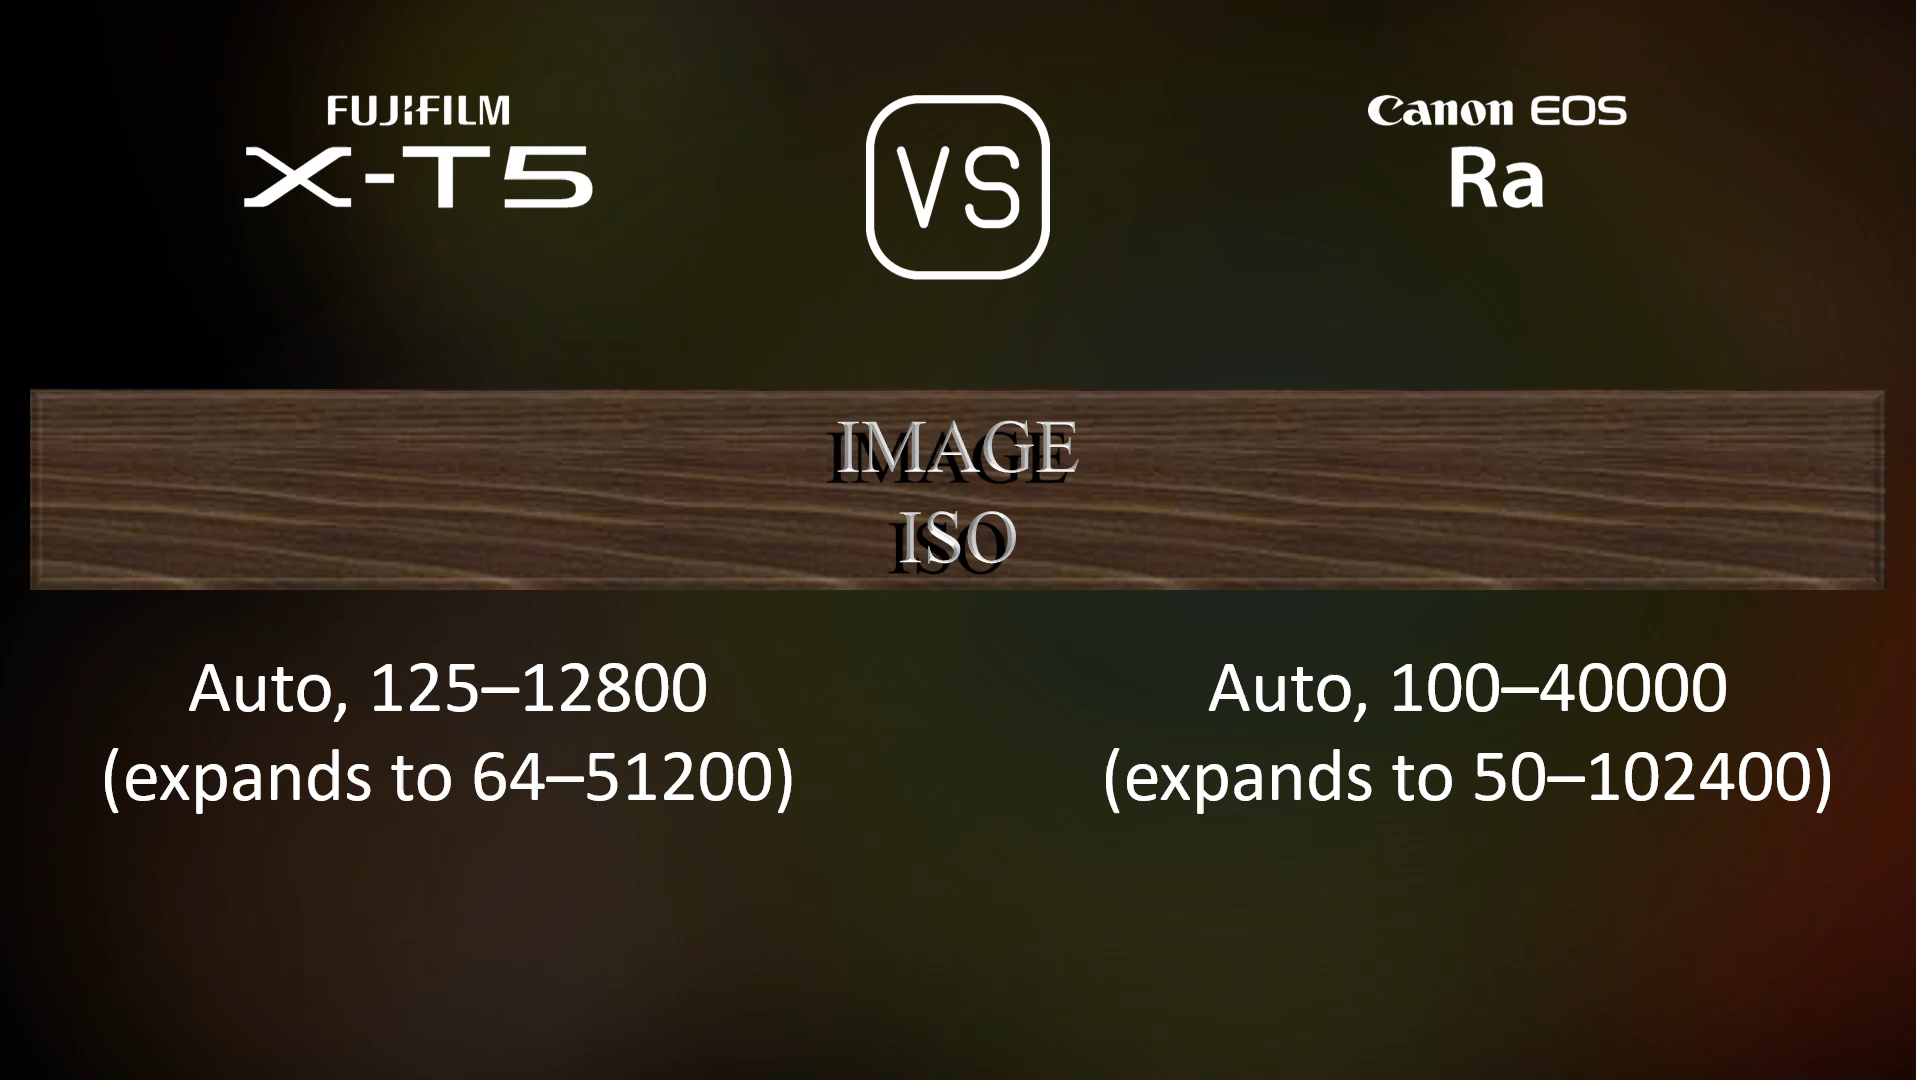 FUJIFILM
X-T5
VS
Canon EOS
Ra
IMAGE
ISO
Auto, 125–12800
(expands to 64–51200)
Auto, 100–40000
(expands to 50–102400)